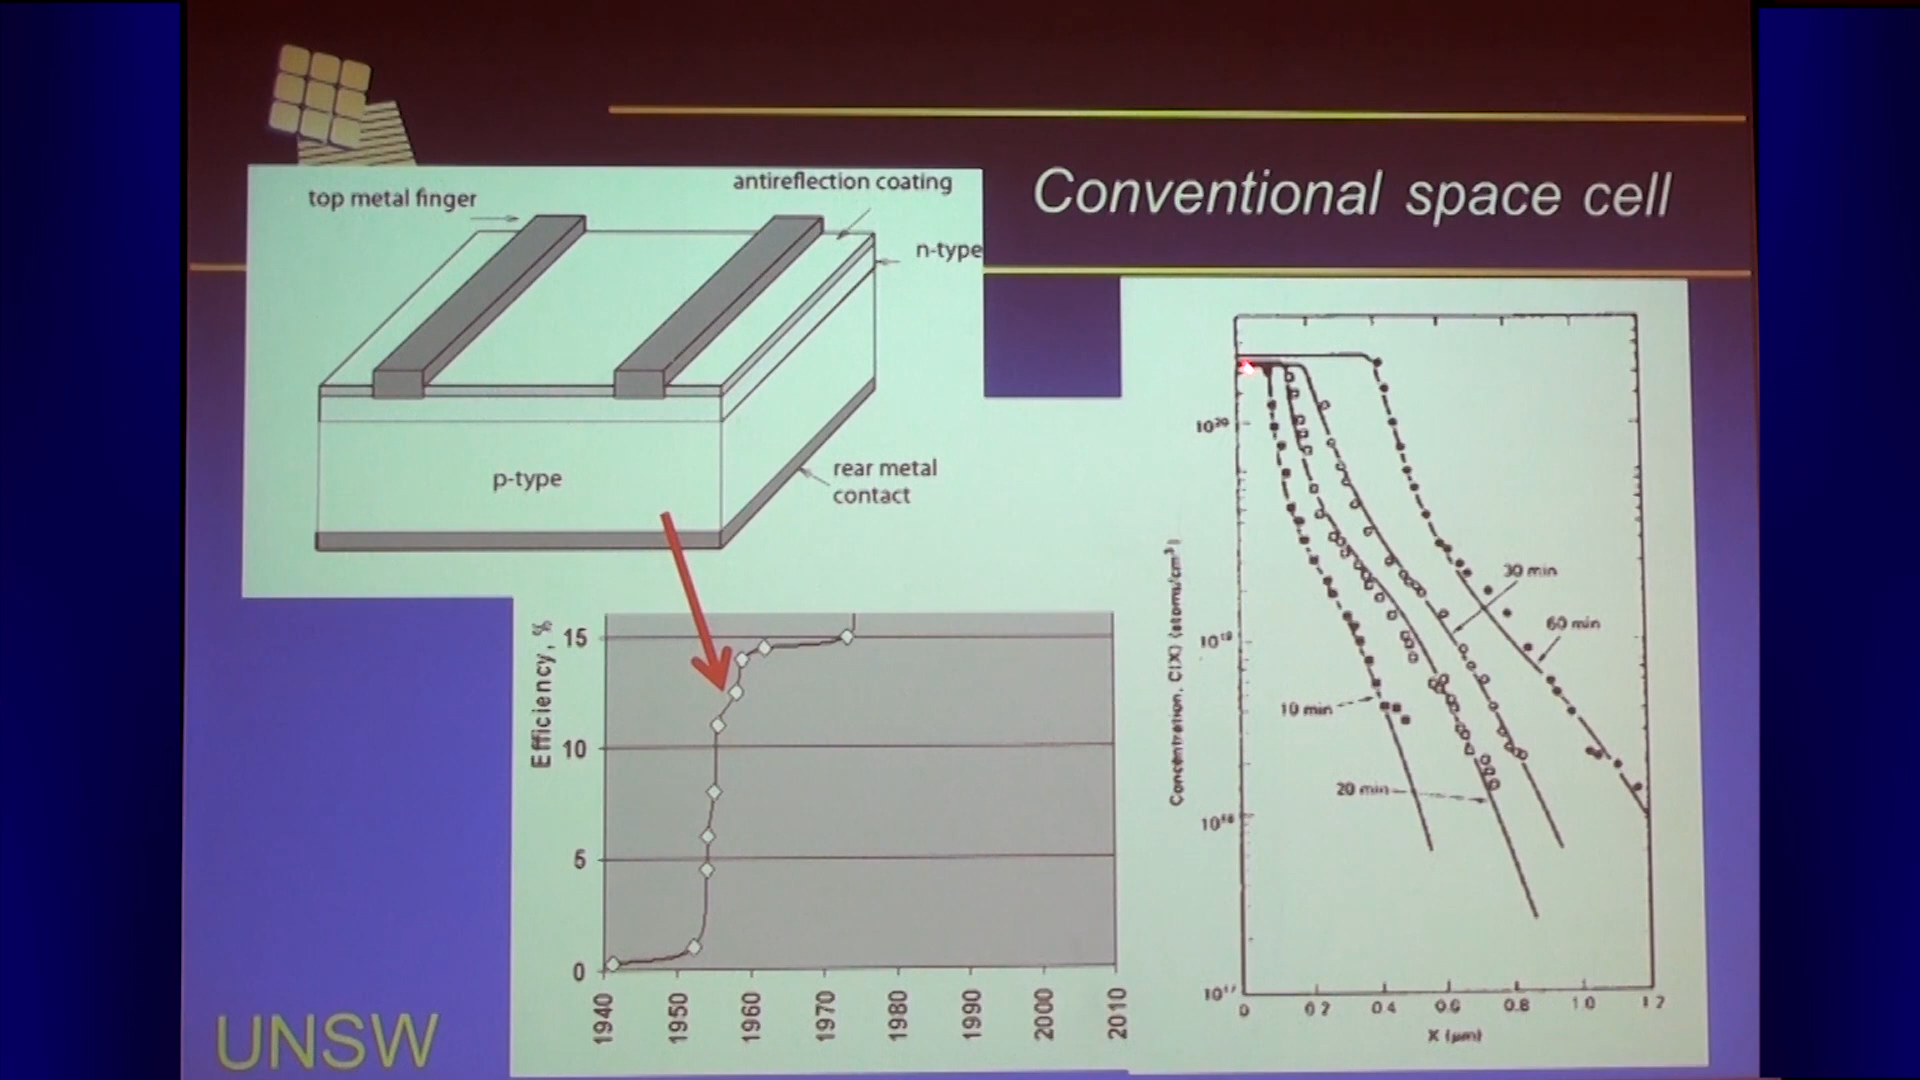 Conventional space cell
top metal finger
antireflection coating
n-type
p-type
rear metal
contact
Efficiency, %
15
10
5
0
1940
1950
1960
1970
1980
1990
2000
2010
Concentration, C(X) (atoms/cm³)
10²⁰
10¹⁹
10¹⁸
10¹⁷
30 min
60 min
10 min
20 min
0
0 2
0.4
0.6
0.8
1.0
1 2
X (μm)
UNSW